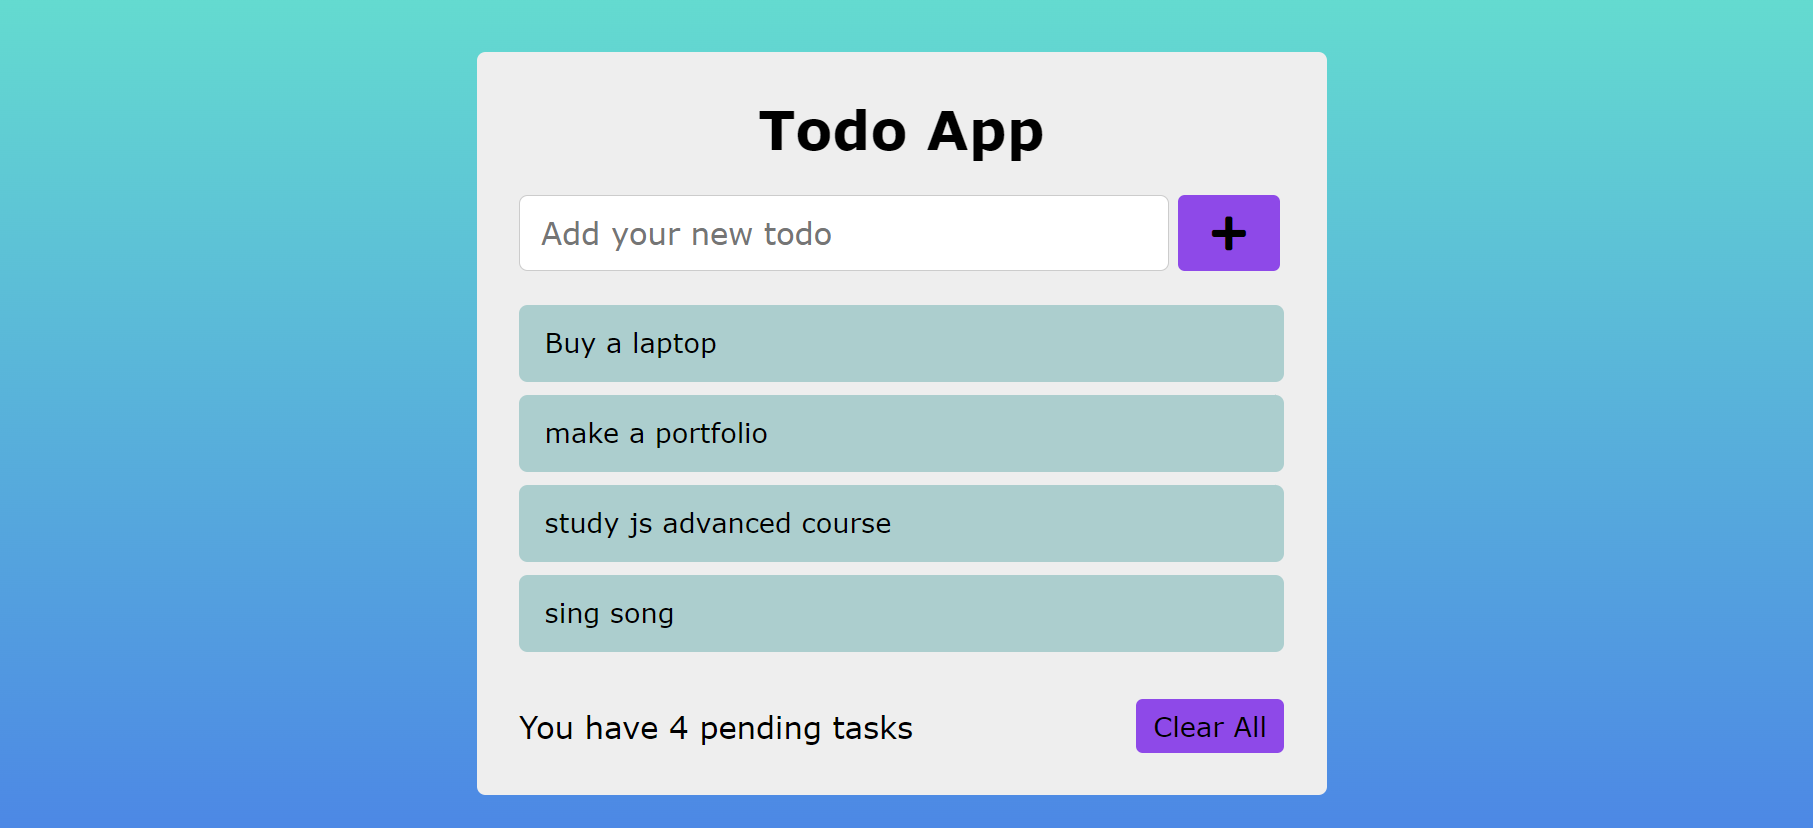 Todo App
Add your new todo
Buy a laptop
make a portfolio
study js advanced course
sing song
You have 4 pending tasks
Clear All